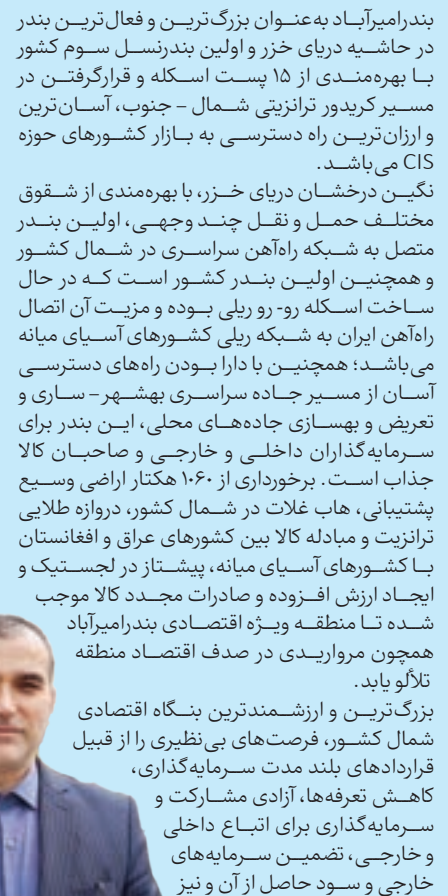 بندرامیرآباد به‌عنوان بزرگ‌ترین و فعال‌ترین بندر
در حاشیه دریای خزر و اولین بندرنسل سوم کشور
با بهره‌مندی از ۱۵ پست اسکله و قرارگرفتن در
مسیر کریدور ترانزیتی شمال – جنوب، آسان‌ترین
و ارزان‌ترین راه دسترسی به بازار کشورهای حوزه
CIS می‌باشد.
نگین درخشان دریای خزر، با بهره‌مندی از شقوق
مختلف حمل و نقل چند وجهی، اولین بندر
متصل به شبکه راه‌آهن سراسری در شمال کشور
و همچنین اولین بندر کشور است که در حال
ساخت اسکله رو- رو ریلی بوده و مزیت آن اتصال
راه‌آهن ایران به شبکه ریلی کشورهای آسیای میانه
می‌باشد؛ همچنین با دارا بودن راه‌های دسترسی
آسان از مسیر جاده سراسری بهشهر – ساری و
تعریض و بهسازی جاده‌های محلی، این بندر برای
سرمایه‌گذاران داخلی و خارجی و صاحبان کالا
جذاب است. برخورداری از ۱۰۶۰ هکتار اراضی وسیع
پشتیبانی، هاب غلات در شمال کشور، دروازه طلایی
ترانزیت و مبادله کالا بین کشورهای عراق و افغانستان
با کشورهای آسیای میانه، پیشتاز در لجستیک و
ایجاد ارزش افزوده و صادرات مجدد کالا موجب
شده تا منطقه ویژه اقتصادی بندرامیرآباد
همچون مرواریدی در صدف اقتصاد منطقه
تلألو یابد.
بزرگ‌ترین و ارزشمندترین بنگاه اقتصادی
شمال کشور، فرصت‌های بی‌نظیری را از قبیل
قراردادهای بلند مدت سرمایه‌گذاری،
کاهش تعرفه‌ها، آزادی مشارکت و
سرمایه‌گذاری برای اتباع داخلی
و خارجی، تضمین سرمایه‌های
خارجی و سود حاصل از آن و نیز